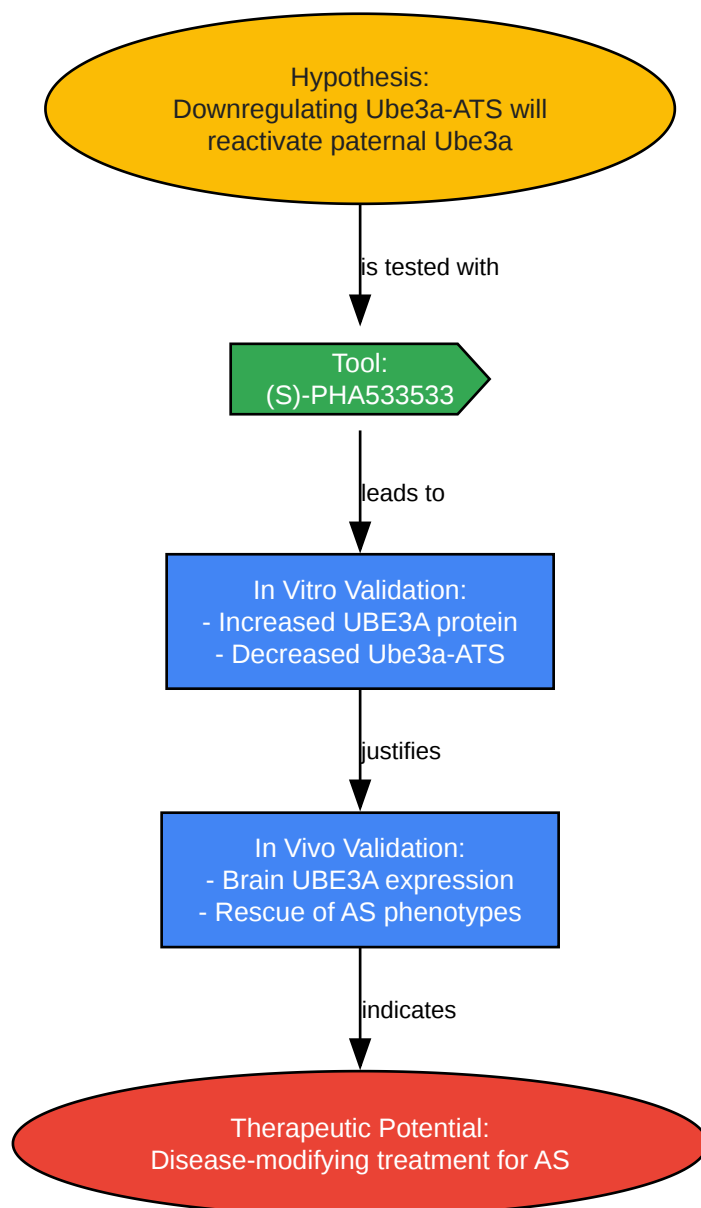 Hypothesis:
Downregulating Ube3a-ATS will
reactivate paternal Ube3a
is tested with
Tool:
(S)-PHA533533
leads to
In Vitro Validation:
- Increased UBE3A protein
- Decreased Ube3a-ATS
justifies
In Vivo Validation:
- Brain UBE3A expression
- Rescue of AS phenotypes
indicates
Therapeutic Potential:
Disease-modifying treatment for AS